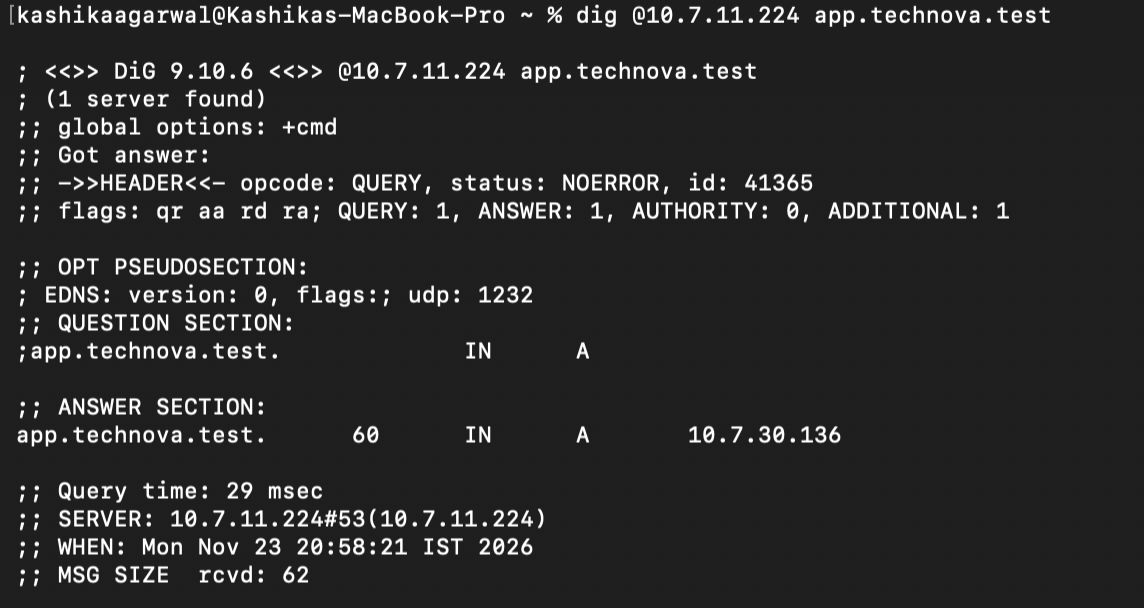 [kashikaagarwal@Kashikas-MacBook-Pro ~ % dig @10.7.11.224 app.technova.test
; <<>> DiG 9.10.6 <<>> @10.7.11.224 app.technova.test
; (1 server found)
;; global options: +cmd
;; Got answer:
;; ->>HEADER<<- opcode: QUERY, status: NOERROR, id: 41365
;; flags: qr aa rd ra; QUERY: 1, ANSWER: 1, AUTHORITY: 0, ADDITIONAL: 1
;; OPT PSEUDOSECTION:
; EDNS: version: 0, flags:; udp: 1232
;; QUESTION SECTION:
;app.technova.test. IN A
;; ANSWER SECTION:
app.technova.test. 60 IN A 10.7.30.136
;; Query time: 29 msec
;; SERVER: 10.7.11.224#53(10.7.11.224)
;; WHEN: Mon Nov 23 20:58:21 IST 2026
;; MSG SIZE rcvd: 62